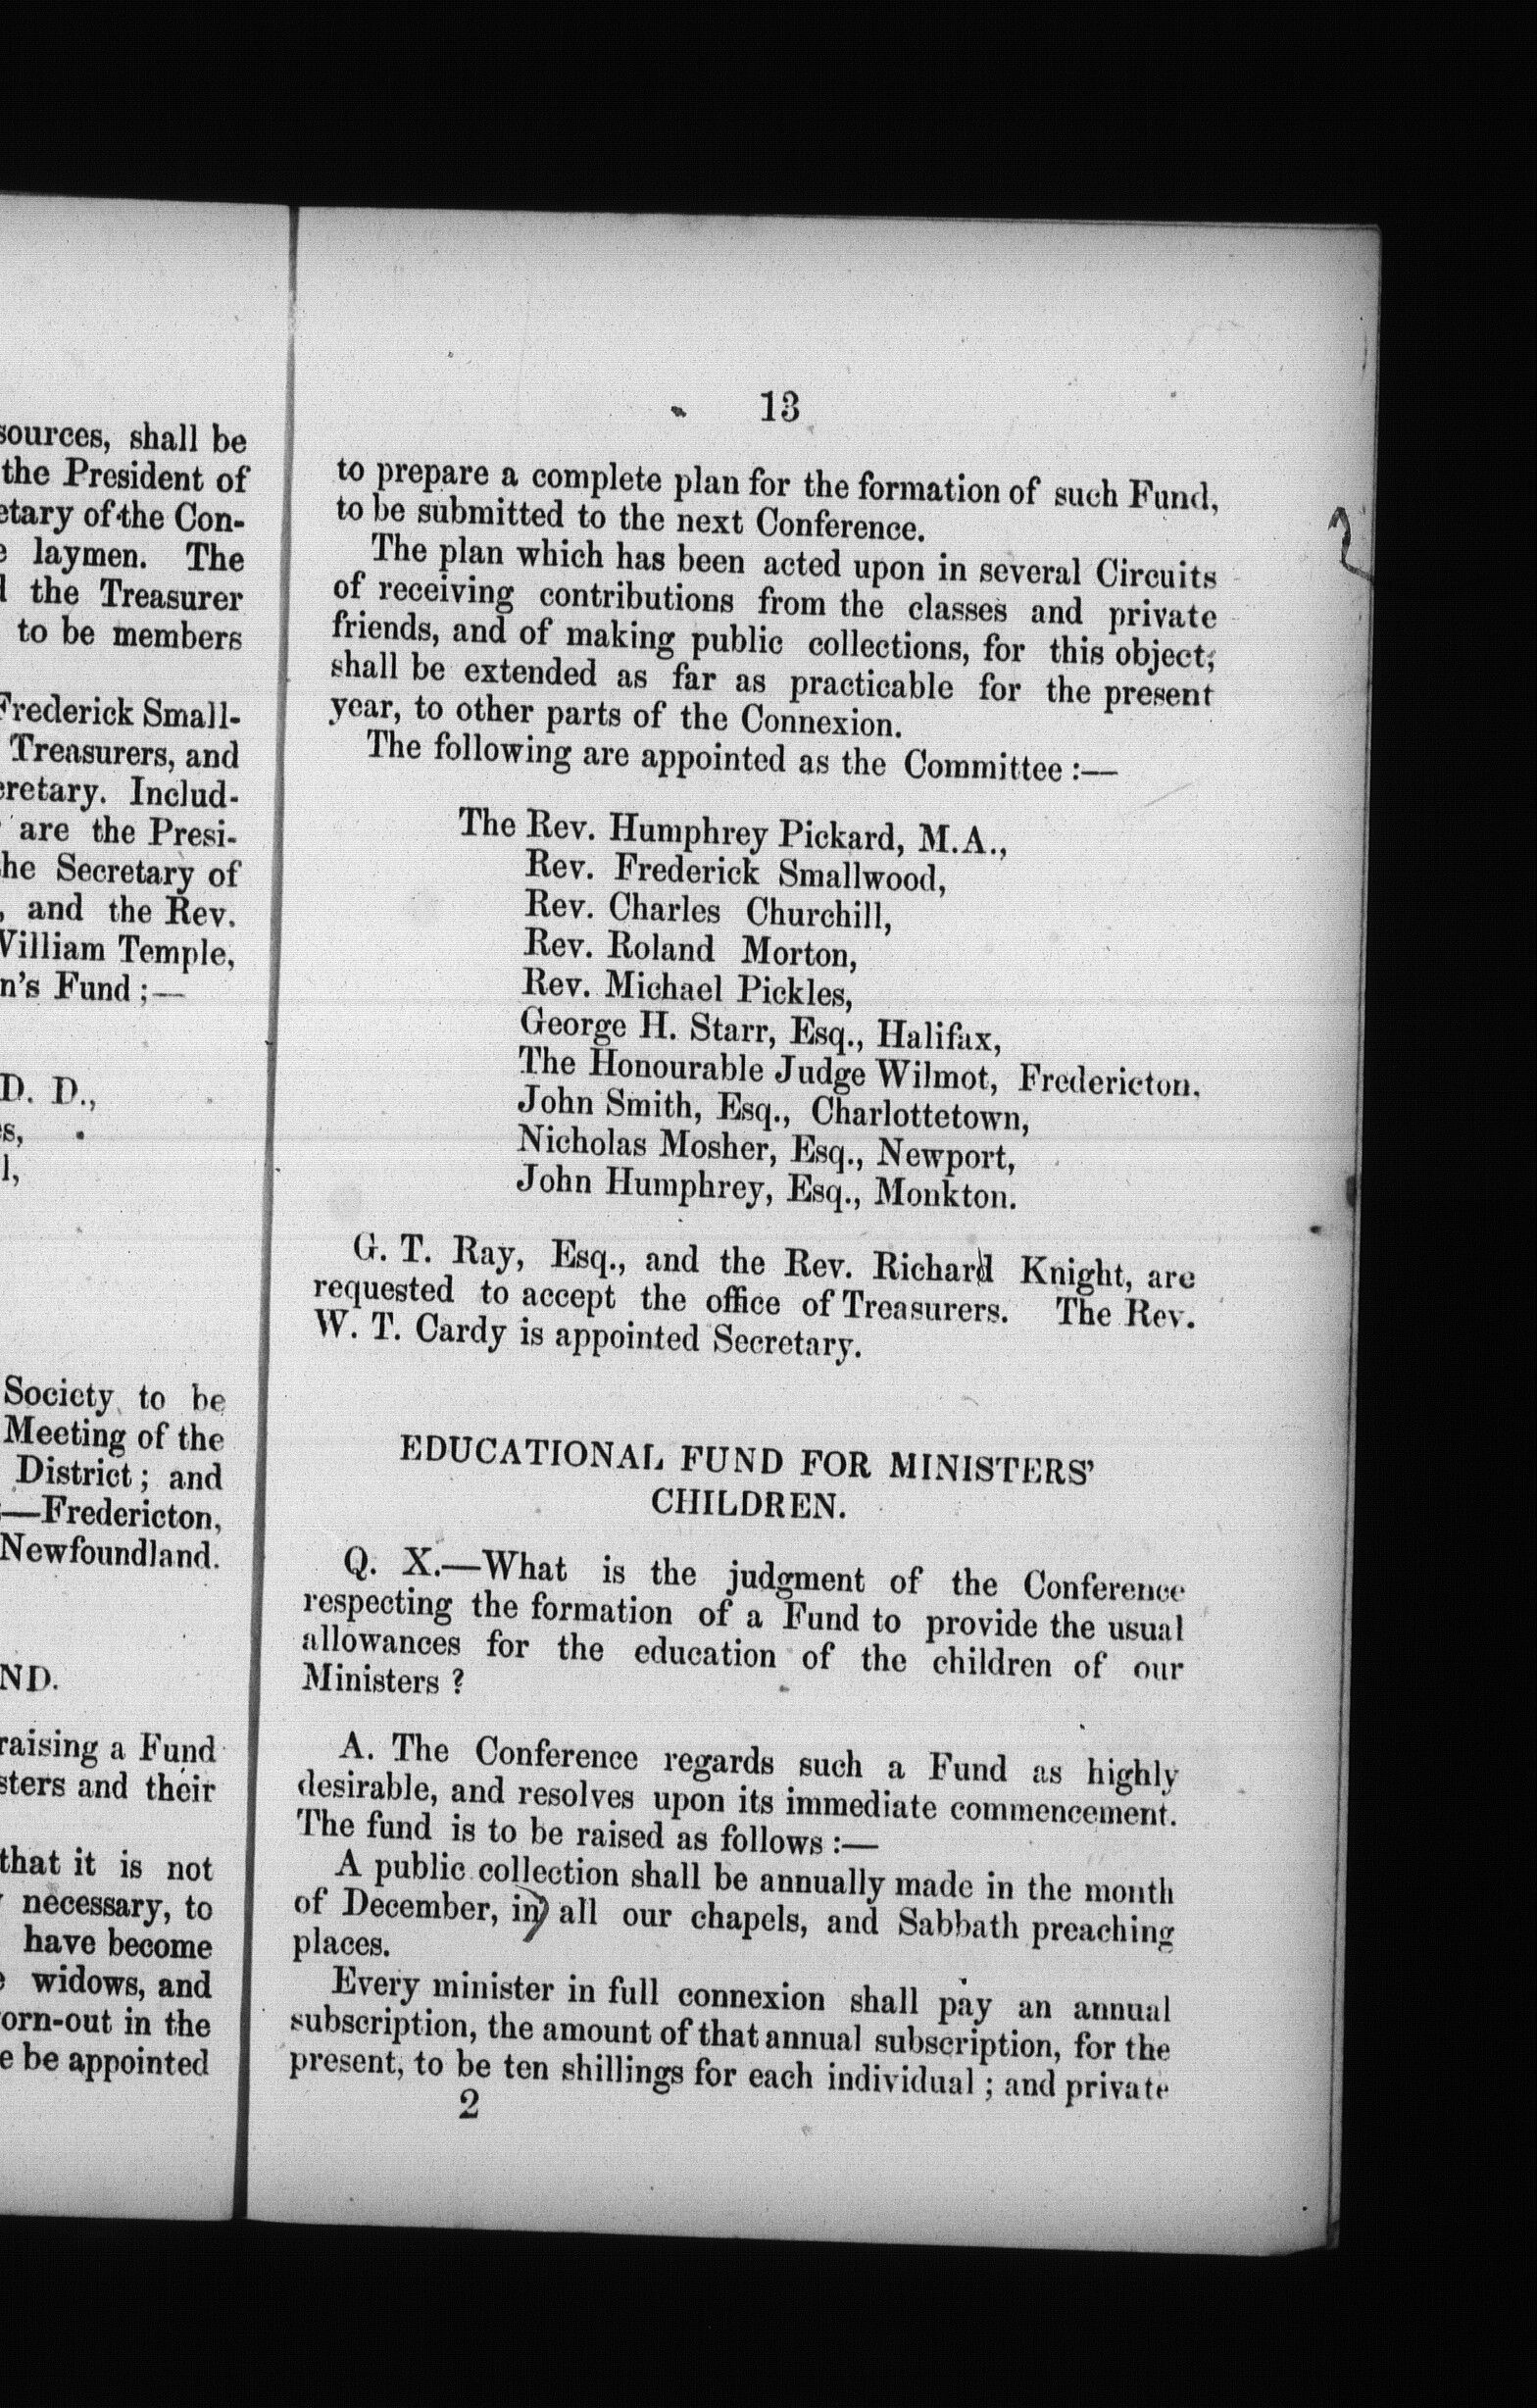 sources, shall be
the President of
etary of the Con-
laymen. The
the Treasurer
to be members
Frederick Small-
Treasurers, and
cretary. Includ-
are the Presi-
the Secretary of
, and the Rev.
William Temple,
n's Fund ;—
D. D.,
s,
l,
Society to be
Meeting of the
District ; and
—Fredericton,
Newfoundland.
ND.
raising a Fund
sters and their
that it is not
necessary, to
have become
widows, and
orn-out in the
e be appointed
13
to prepare a complete plan for the formation of such Fund,
to be submitted to the next Conference.
The plan which has been acted upon in several Circuits
of receiving contributions from the classes and private
friends, and of making public collections, for this object,
shall be extended as far as practicable for the present
year, to other parts of the Connexion.
The following are appointed as the Committee :—
The Rev. Humphrey Pickard, M.A.,
Rev. Frederick Smallwood,
Rev. Charles Churchill,
Rev. Roland Morton,
Rev. Michael Pickles,
George H. Starr, Esq., Halifax,
The Honourable Judge Wilmot, Fredericton.
John Smith, Esq., Charlottetown,
Nicholas Mosher, Esq., Newport,
John Humphrey, Esq., Monkton.
G. T. Ray, Esq., and the Rev. Richard Knight, are
requested to accept the office of Treasurers. The Rev.
W. T. Cardy is appointed Secretary.
EDUCATIONAL FUND FOR MINISTERS'
CHILDREN.
Q. X.—What is the judgment of the Conference
respecting the formation of a Fund to provide the usual
allowances for the education of the children of our
Ministers ?
A. The Conference regards such a Fund as highly
desirable, and resolves upon its immediate commencement.
The fund is to be raised as follows :—
A public collection shall be annually made in the month
of December, in all our chapels, and Sabbath preaching
places.
Every minister in full connexion shall pay an annual
subscription, the amount of that annual subscription, for the
present, to be ten shillings for each individual ; and private
2